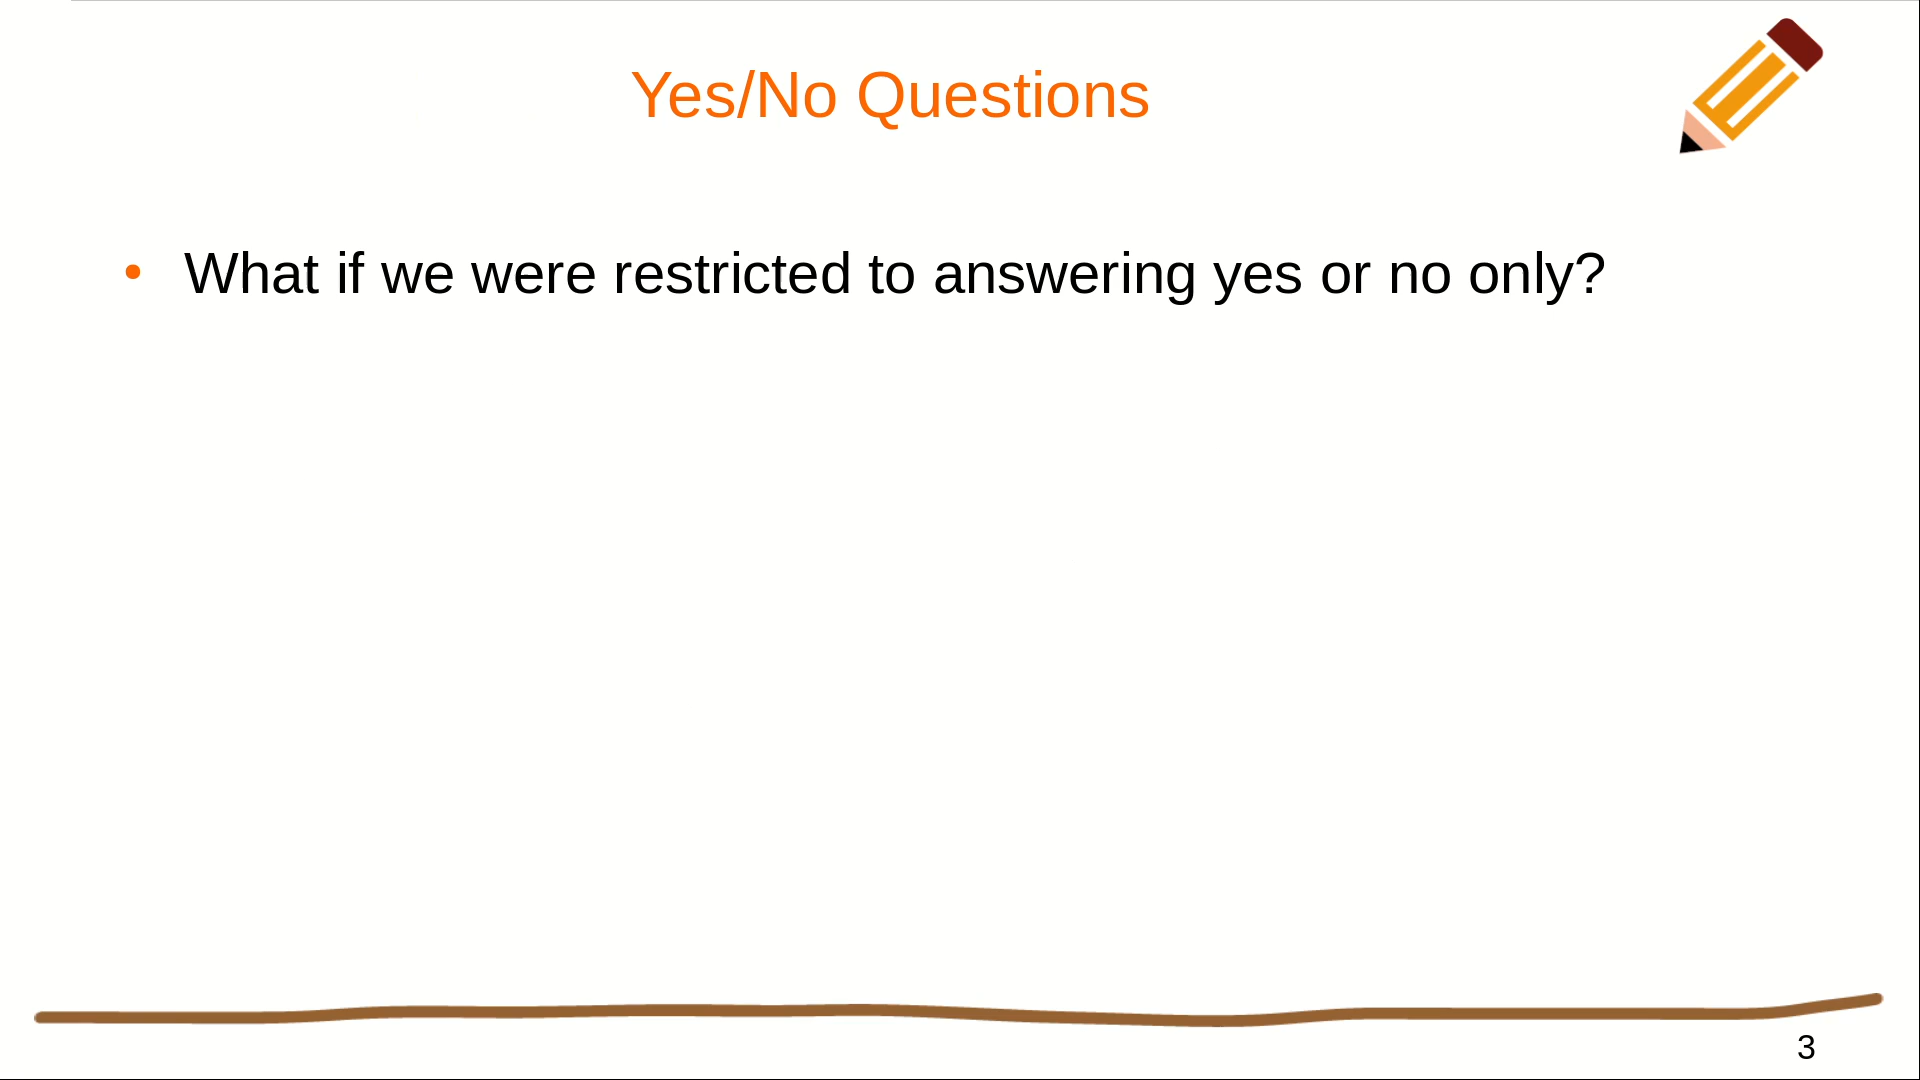 Yes/No Questions
• What if we were restricted to answering yes or no only?
3